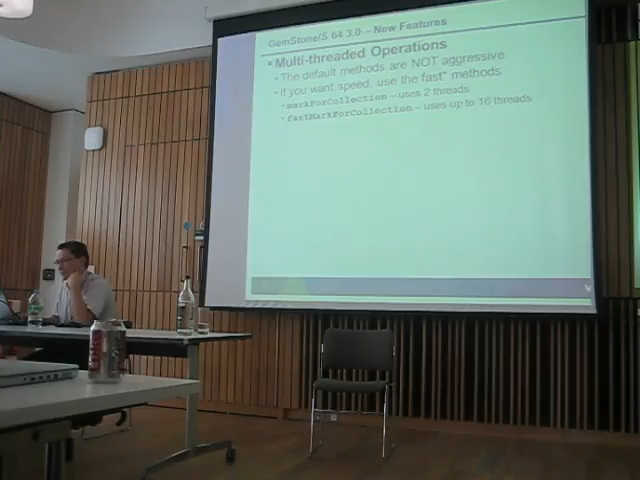 GemStone/S 64 3.0 – New Features
Multi-threaded Operations
The default methods are NOT aggressive
If you want speed, use the fast* methods
markForCollection – uses 2 threads
fastMarkForCollection – uses up to 16 threads